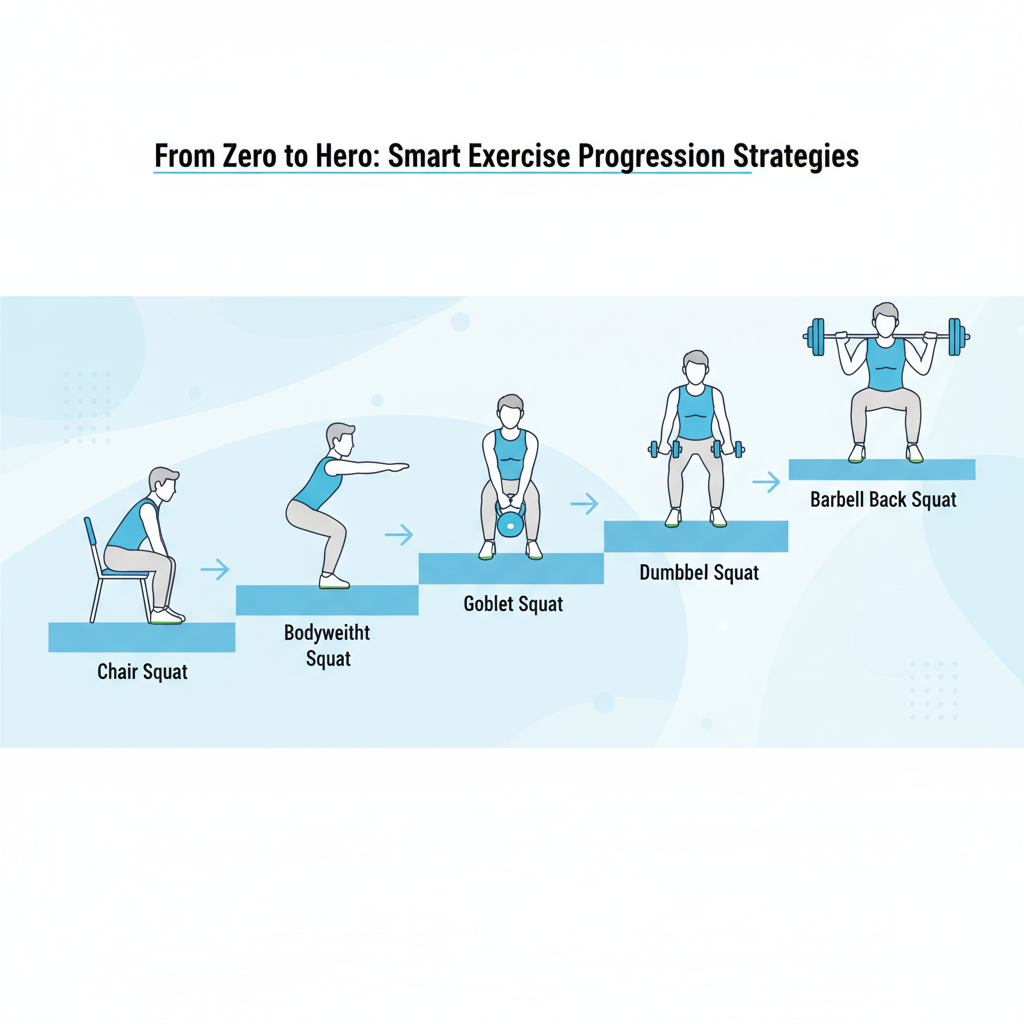 From Zero to Hero: Smart Exercise Progression Strategies
Chair Squat
Bodyweitht
Squat
Goblet Squat
Dumbbel Squat
Barbell Back Squat